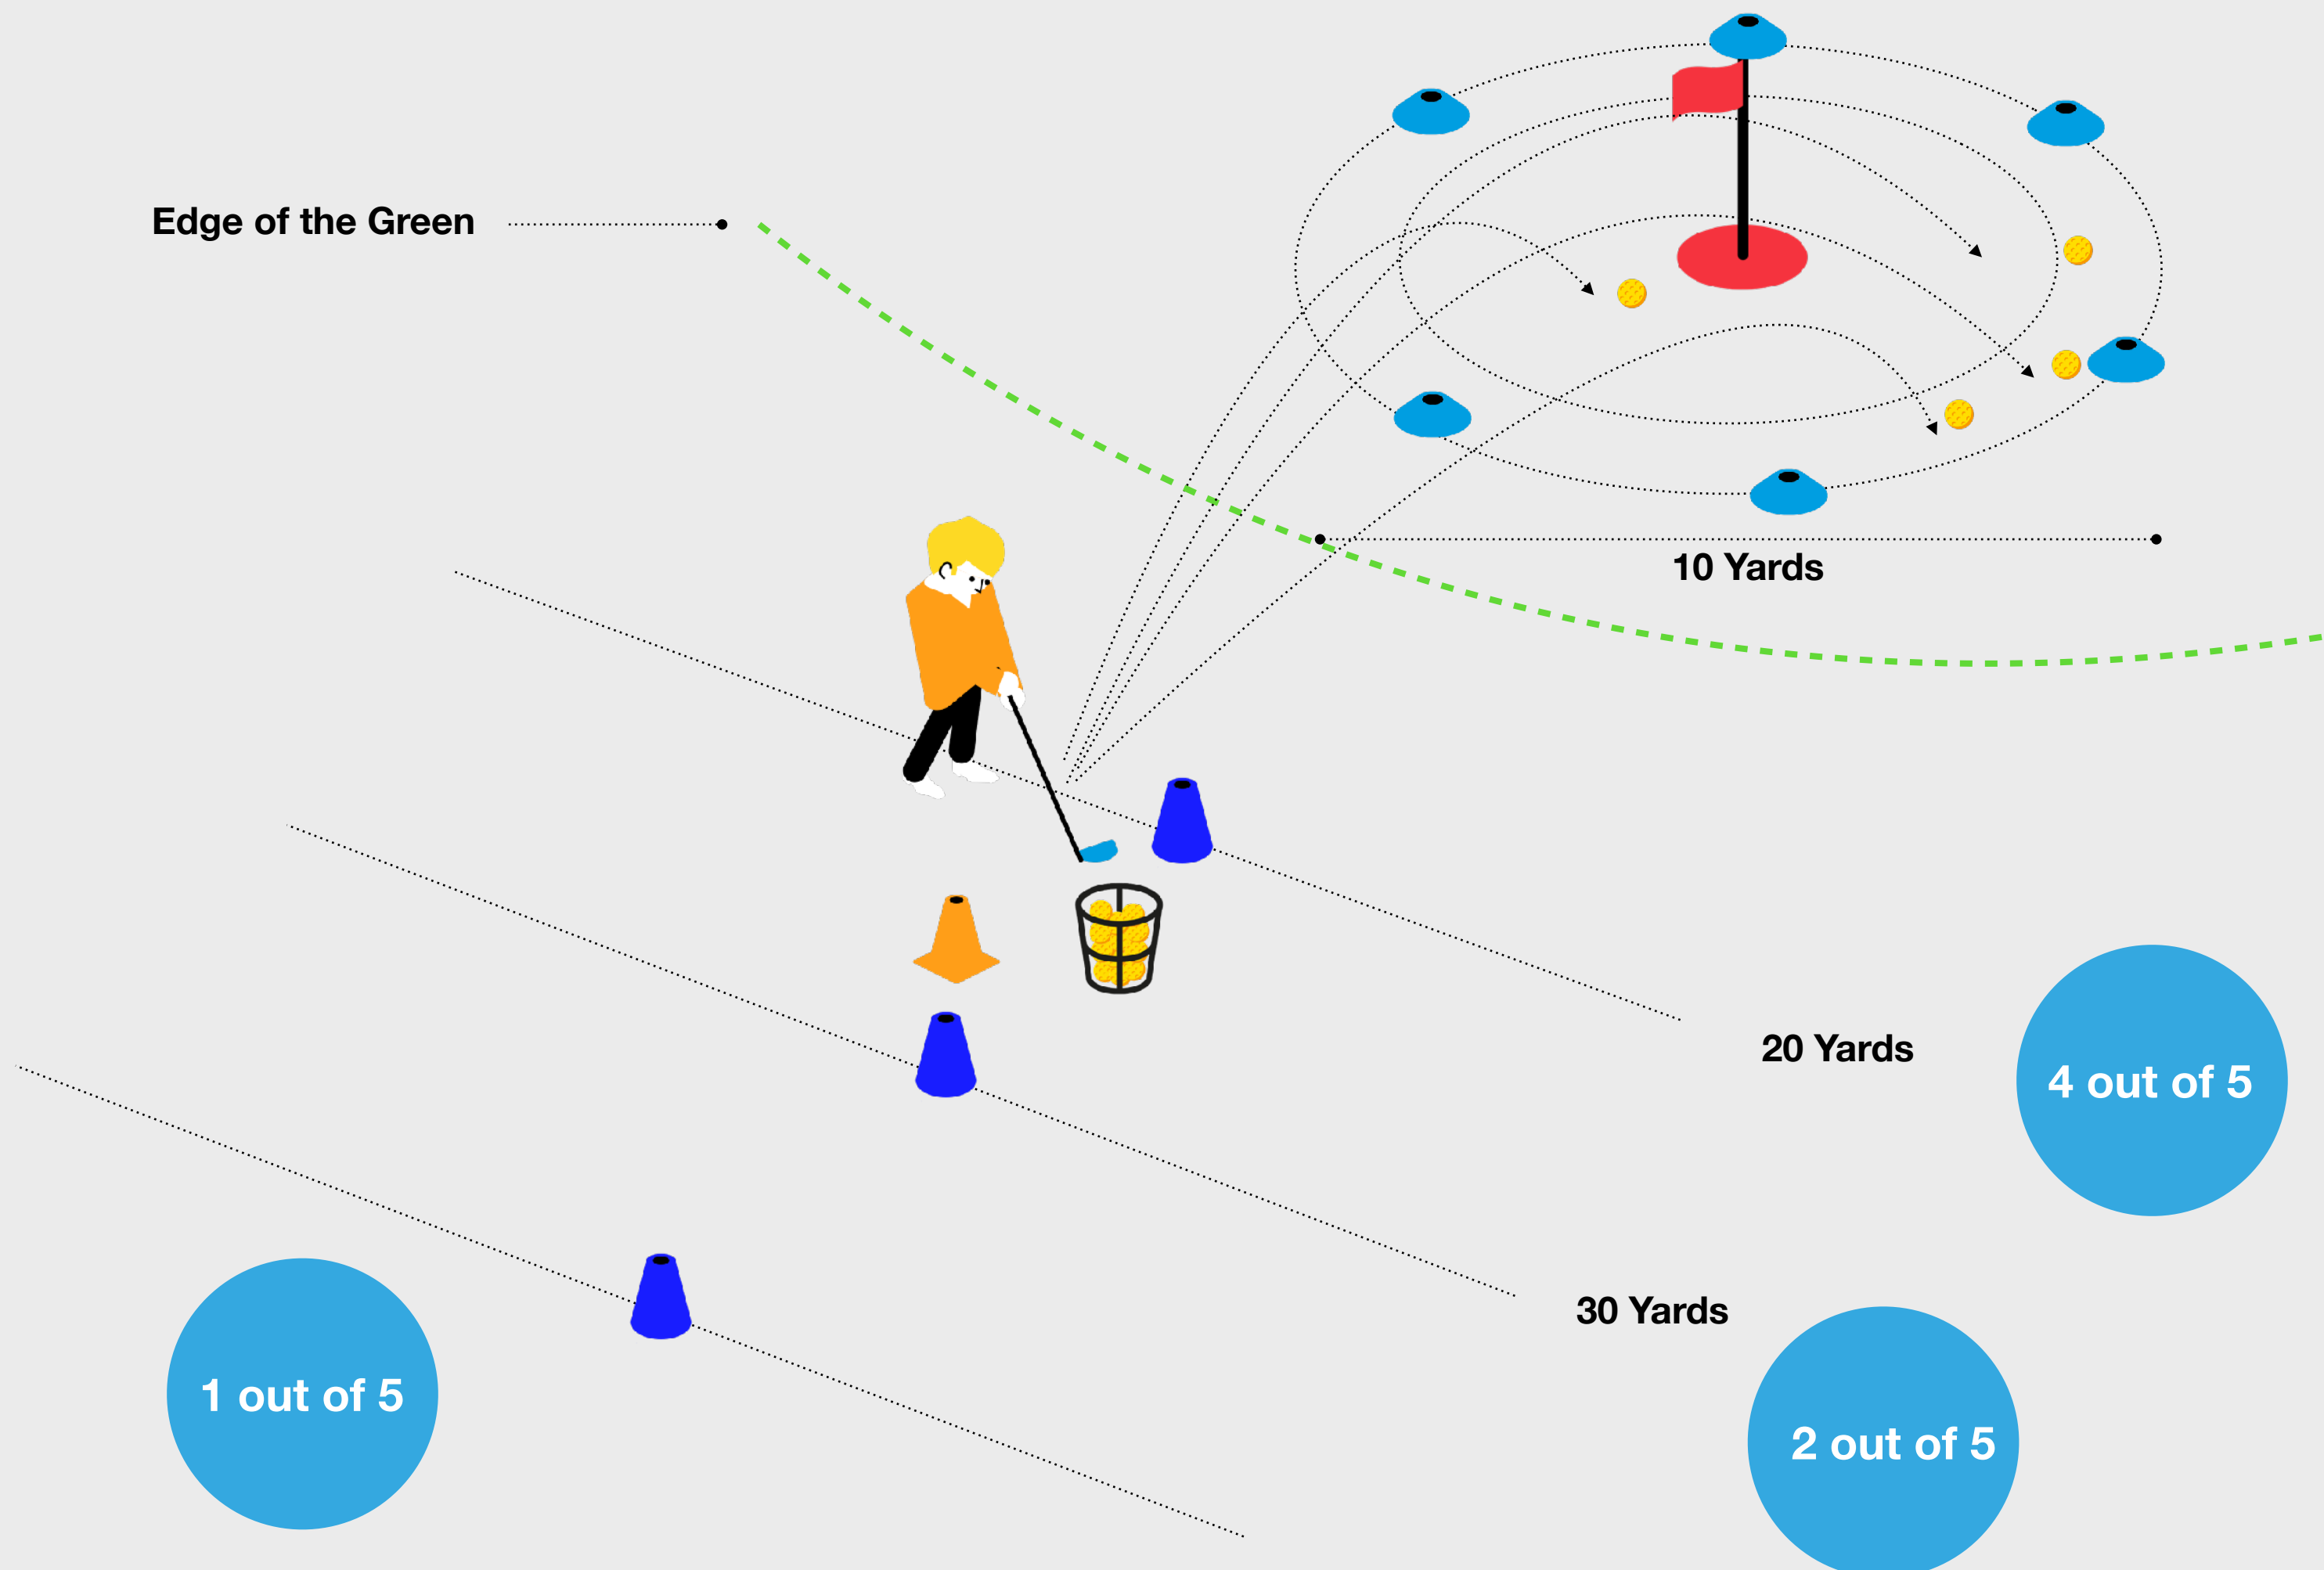 Edge of the Green
10 Yards
20 Yards
4 out of 5
30 Yards
1 out of 5
2 out of 5